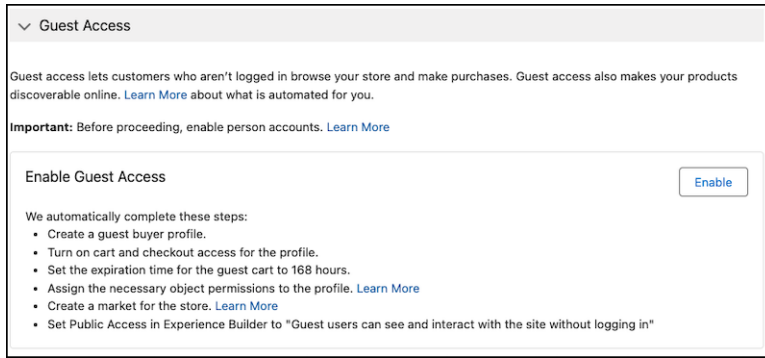 Guest Access
Guest access lets customers who aren't logged in browse your store and make purchases. Guest access also makes your products
discoverable online. Learn More about what is automated for you.
Important: Before proceeding, enable person accounts. Learn More
Enable Guest Access
Enable
We automatically complete these steps:
• Create a guest buyer profile.
• Turn on cart and checkout access for the profile.
• Set the expiration time for the guest cart to 168 hours.
• Assign the necessary object permissions to the profile. Learn More
• Create a market for the store. Learn More
• Set Public Access in Experience Builder to "Guest users can see and interact with the site without logging in"